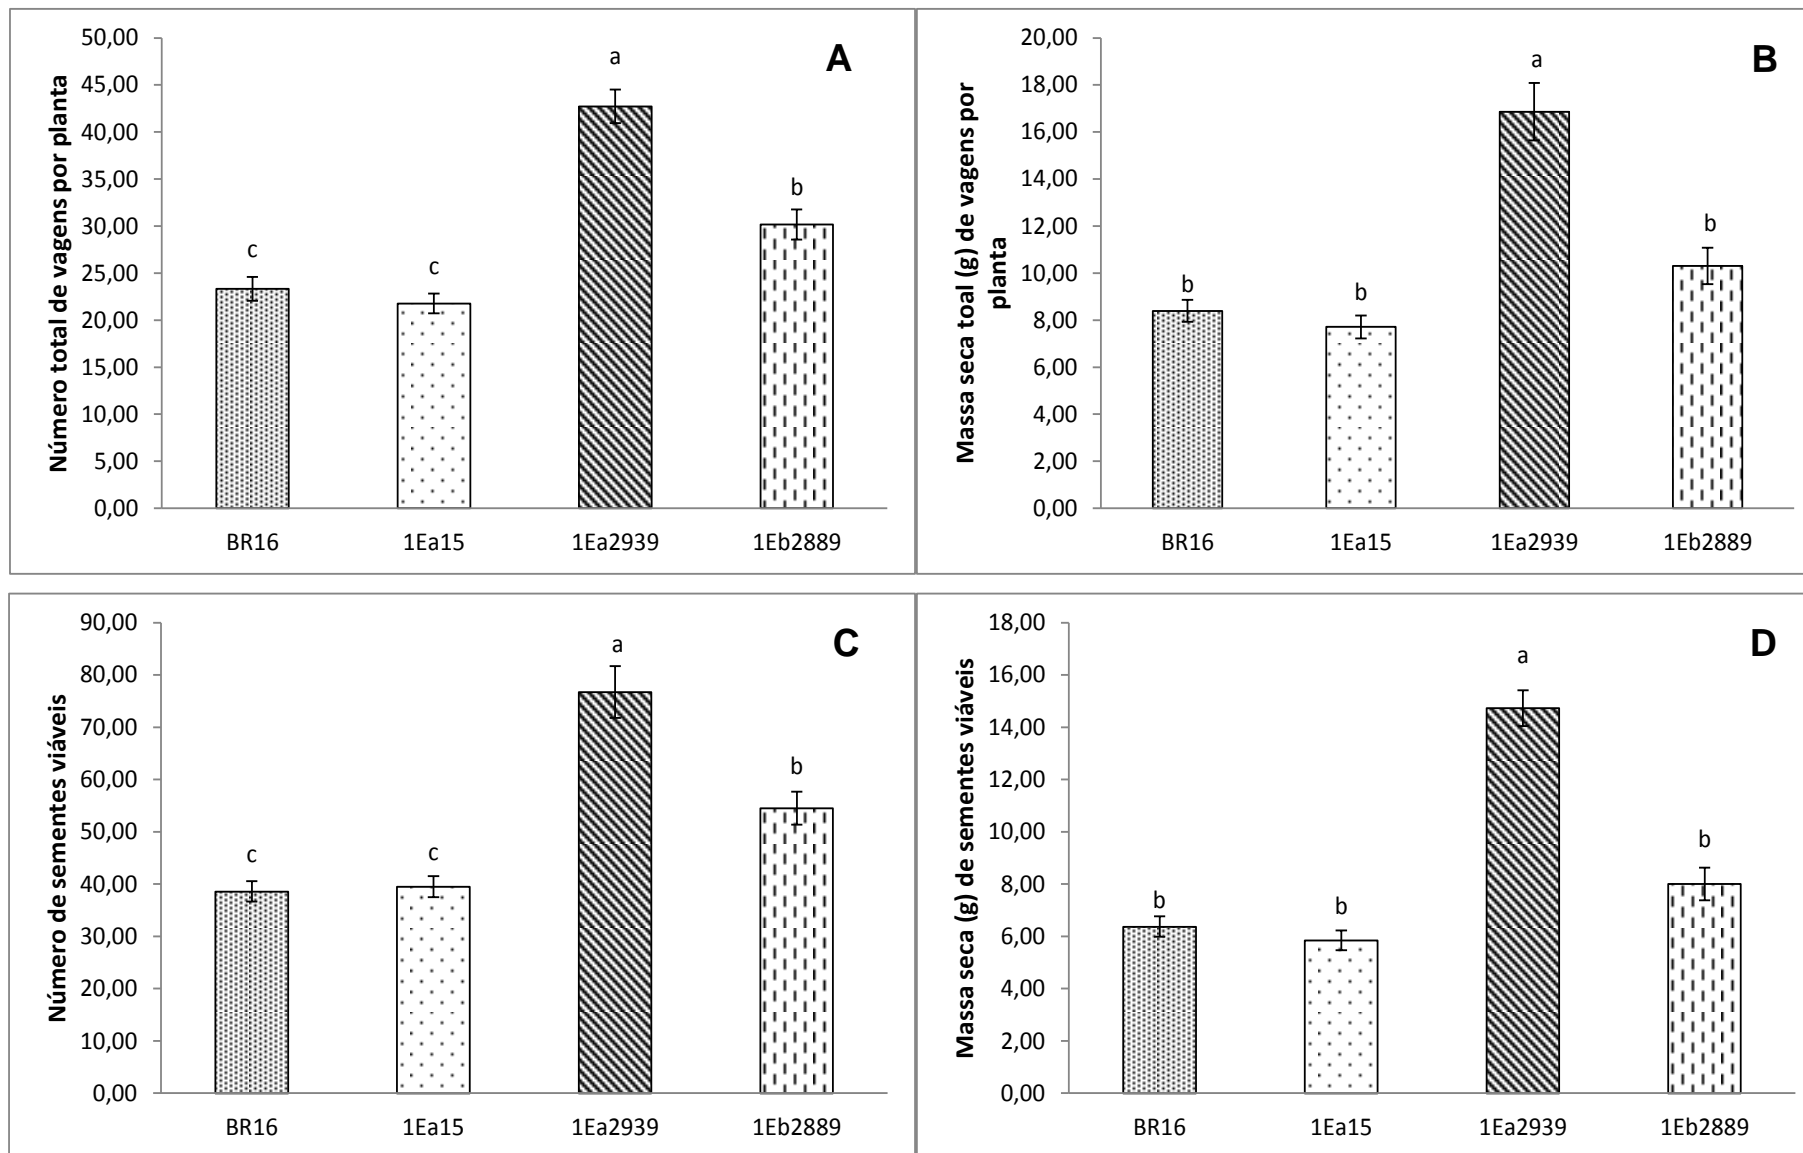 A
Número total de vagens por planta
50,00
45,00
40,00
35,00
30,00
25,00
20,00
15,00
10,00
5,00
0,00
c
c
a
b
BR16 1Ea15 1Ea2939 1Eb2889
B
Massa seca toal (g) de vagens por
planta
20,00
18,00
16,00
14,00
12,00
10,00
8,00
6,00
4,00
2,00
0,00
b
b
a
b
BR16 1Ea15 1Ea2939 1Eb2889
C
Número de sementes viáveis
90,00
80,00
70,00
60,00
50,00
40,00
30,00
20,00
10,00
0,00
c
c
a
b
BR16 1Ea15 1Ea2939 1Eb2889
D
Massa seca (g) de sementes viáveis
18,00
16,00
14,00
12,00
10,00
8,00
6,00
4,00
2,00
0,00
b
b
a
b
BR16 1Ea15 1Ea2939 1Eb2889